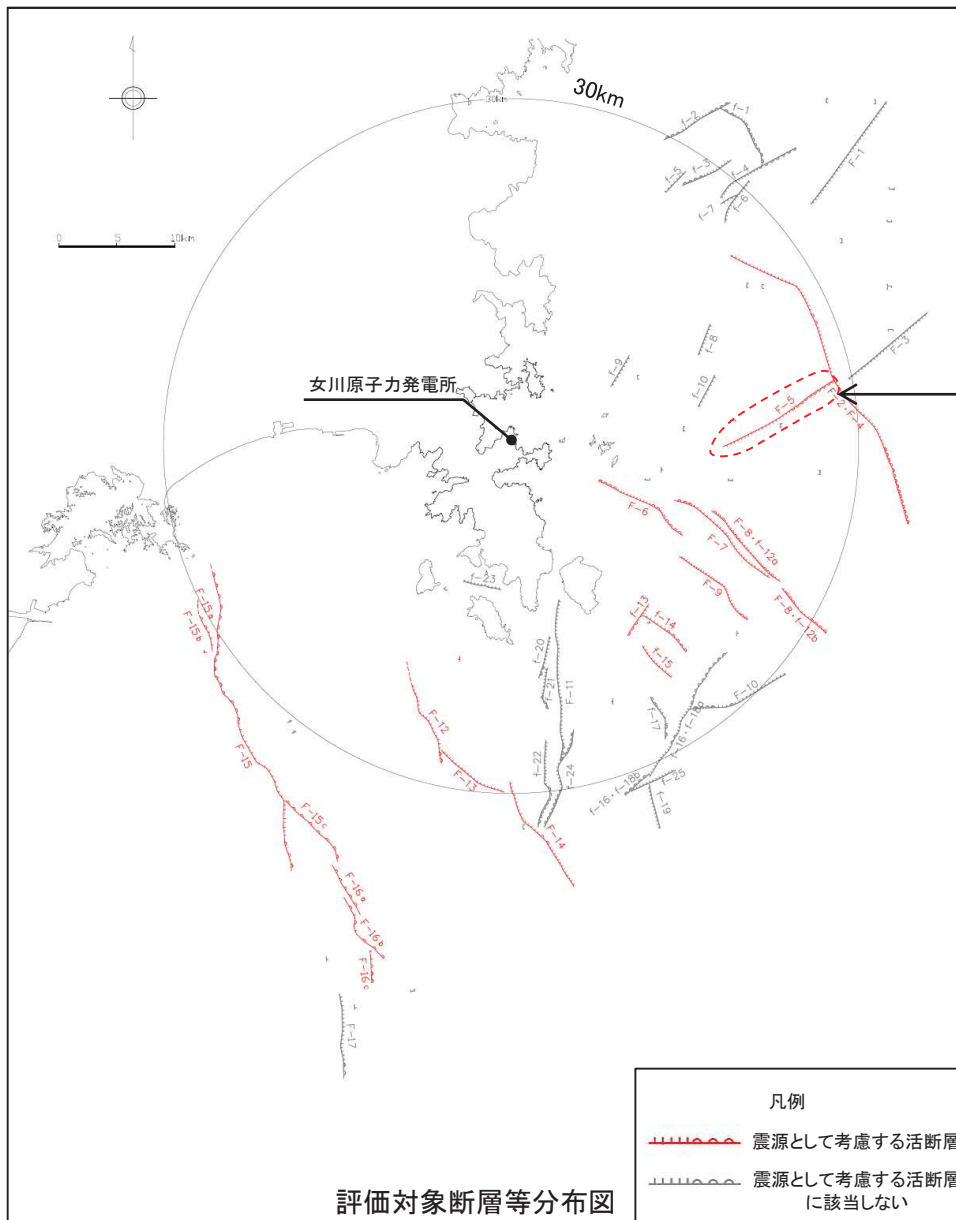 30km
30km
f-2
f-1
F-1
f-5
f-3
f-4
f-7
f-6
0 5 10km
F-3
f-8
f-9
f-10
女川原子力発電所
F-5
F-2・F-4
F-6
F-7
F-8・f-12a
F-9
F-8・f-12b
f-23
F-15a
F-15b
f-13
f-14
f-15
f-20
f-21
F-11
F-12
F-10
f-17
f-16・f-18a
F-15
F-13
f-22
f-24
f-16・f-18b
f-25
f-19
F-14
F-15c
F-16a
F-16b
F-16c
F-17
凡例
震源として考慮する活断層
震源として考慮する活断層
に該当しない
評価対象断層等分布図